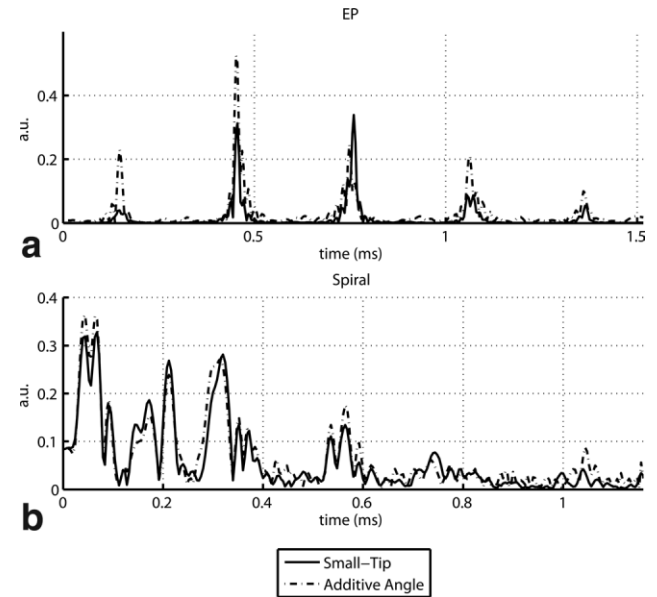 EP
0.4
0.2
0
a.u.
0 0.5 1 1.5
time (ms)
a
Spiral
0.4
0.3
0.2
0.1
0
a.u.
0 0.2 0.4 0.6 0.8 1
time (ms)
b
Small–Tip
Additive Angle